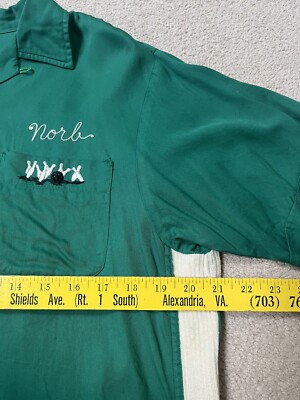 Norb
14 15 16 17 18 19 20 21 22 23
Shields Ave. (Rt. 1 South) Alexandria, VA. (703) 76